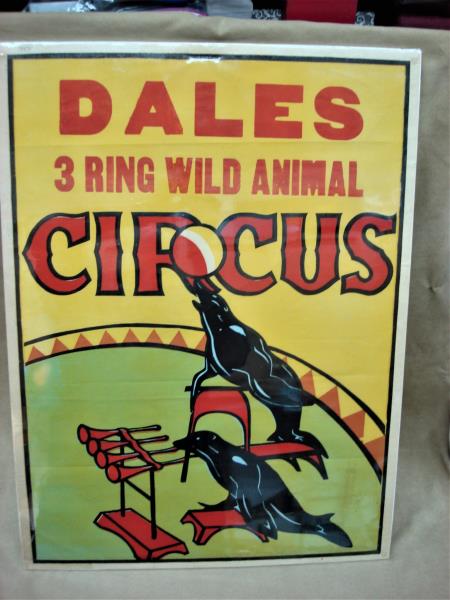 DALES
3 RING WILD ANIMAL
CIRCUS